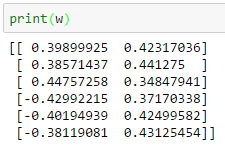 print(w)
[[ 0.39899925  0.42317036]
 [ 0.38571437  0.441275  ]
 [ 0.44757258  0.34847941]
 [-0.42992215  0.37170338]
 [-0.40194939  0.42499582]
 [-0.38119081  0.43125454]]